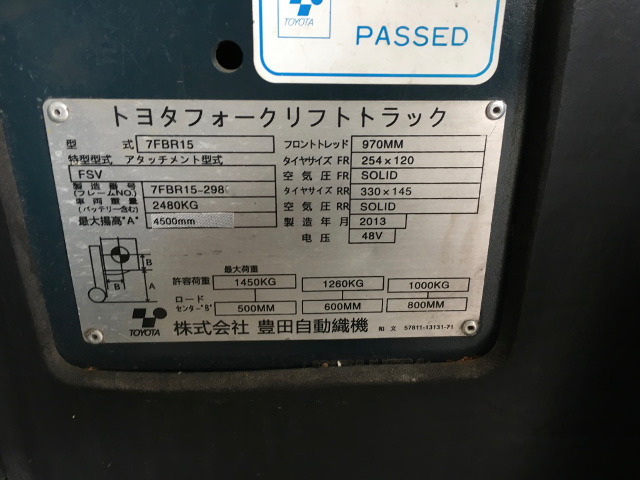 TOYOTA
PASSED
トヨタフォークリフトトラック
型 式 7FBR15 フロントトレッド 970MM
特型型式 アタッチメント型式 タイヤサイズ FR 254×120
FSV 空気圧 FR SOLID
製造番号
(フレームNO.) 7FBR15-298 タイヤサイズ RR 330×145
車両重量
(バッテリー含む) 2480KG 空気圧 RR SOLID
最大揚高"A" 4500mm 製造年月 2013
電圧 48V
B
B A
最大荷重
許容荷重 1450KG 1260KG 1000KG
ロード
センター"B" 500MM 600MM 800MM
TOYOTA 株式会社 豊田自動織機 和文 57811-13131-71